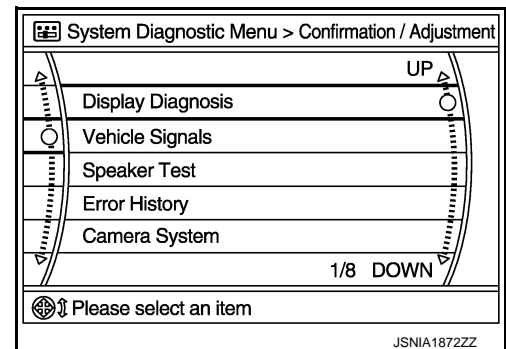 System Diagnostic Menu > Confirmation / Adjustment
UP
Display Diagnosis
Vehicle Signals
Speaker Test
Error History
Camera System
1/8 DOWN
Please select an item
JSNIA1872ZZ